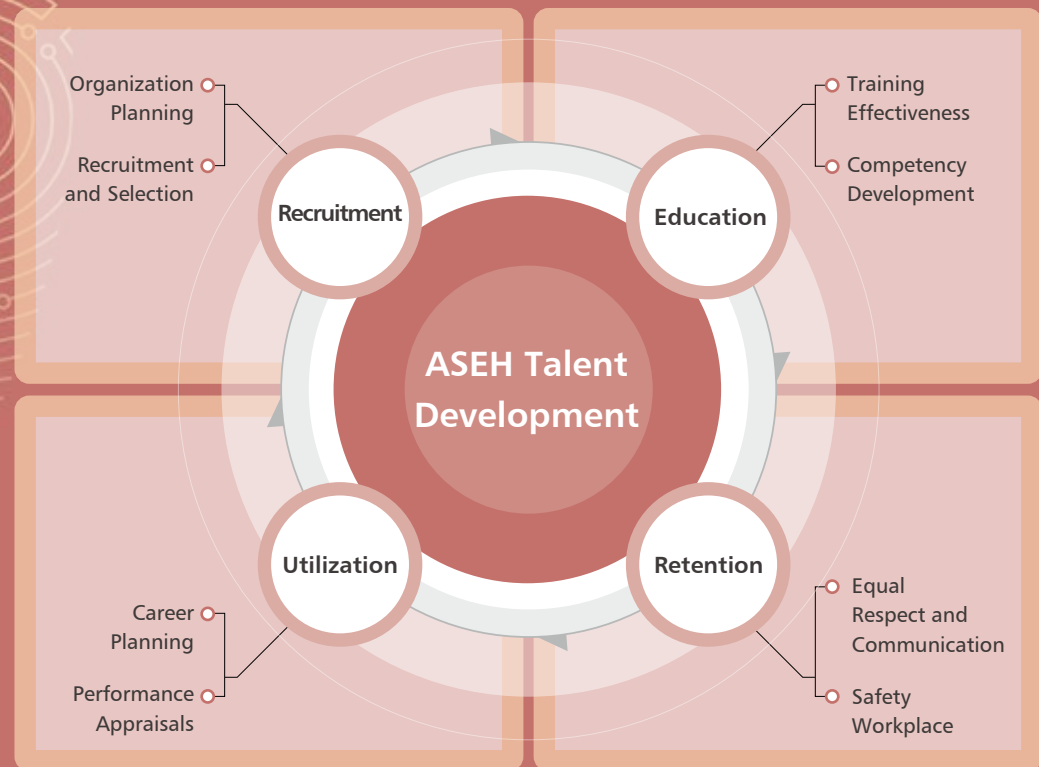 Organization
Planning
Recruitment
and Selection
Recruitment
Training
Effectiveness
Competency
Development
Education
ASEH Talent
Development
Utilization
Career
Planning
Performance
Appraisals
Retention
Equal
Respect and
Communication
Safety
Workplace